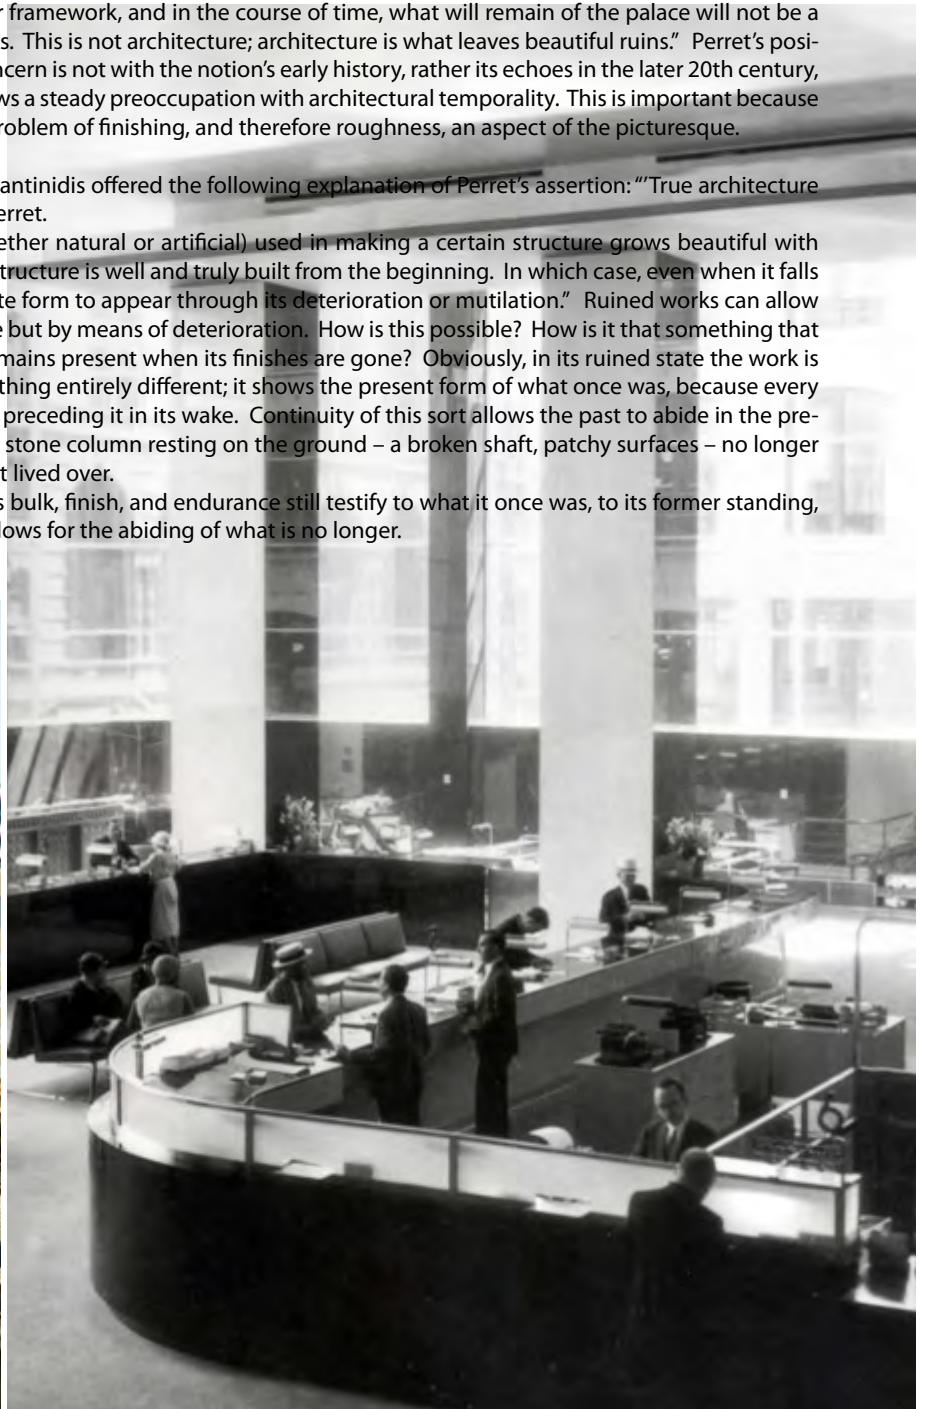 r framework, and in the course of time, what will remain of the palace will not be a
s. This is not architecture; architecture is what leaves beautiful ruins.” Perret’s posi-
ncern is not with the notion’s early history, rather its echoes in the later 20th century,
ws a steady preoccupation with architectural temporality. This is important because
roblem of finishing, and therefore roughness, an aspect of the picturesque.
antinidis offered the following explanation of Perret’s assertion: “‘True architecture
erret.
ether natural or artificial) used in making a certain structure grows beautiful with
tructure is well and truly built from the beginning. In which case, even when it falls
te form to appear through its deterioration or mutilation.” Ruined works can allow
e but by means of deterioration. How is this possible? How is it that something that
mains present when its finishes are gone? Obviously, in its ruined state the work is
thing entirely different; it shows the present form of what once was, because every
preceding it in its wake. Continuity of this sort allows the past to abide in the pre-
stone column resting on the ground – a broken shaft, patchy surfaces – no longer
t lived over.
s bulk, finish, and endurance still testify to what it once was, to its former standing,
lows for the abiding of what is no longer.
16